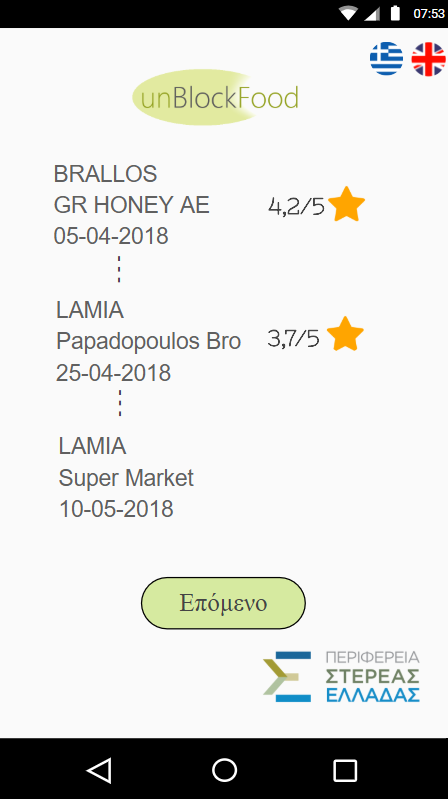 07:53
unBlockFood
BRALLOS
GR HONEY AE
05-04-2018
4,2/5
LAMIA
Papadopoulos Bro
25-04-2018
3,7/5
LAMIA
Super Market
10-05-2018
Επόμενο
ΠΕΡΙΦΕΡΕΙΑ
ΣΤΕΡΕΑΣ
ΕΛΛΑΔΑΣ